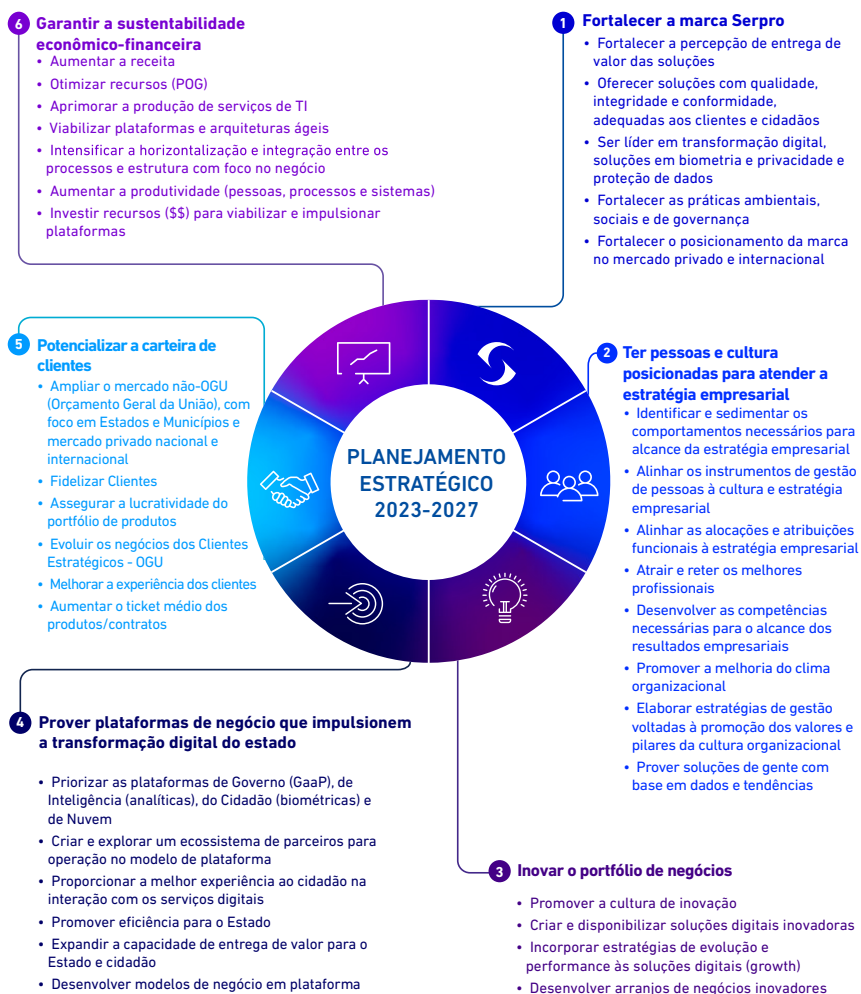 6 Garantir a sustentabilidade
econômico-financeira
• Aumentar a receita
• Otimizar recursos (POG)
• Aprimorar a produção de serviços de TI
• Viabilizar plataformas e arquiteturas ágeis
• Intensificar a horizontalização e integração entre os
processos e estrutura com foco no negócio
• Aumentar a produtividade (pessoas, processos e sistemas)
• Investir recursos ($$) para viabilizar e impulsionar
plataformas
1 Fortalecer a marca Serpro
• Fortalecer a percepção de entrega de
valor das soluções
• Oferecer soluções com qualidade,
integridade e conformidade,
adequadas aos clientes e cidadãos
• Ser líder em transformação digital,
soluções em biometria e privacidade e
proteção de dados
• Fortalecer as práticas ambientais,
sociais e de governança
• Fortalecer o posicionamento da marca
no mercado privado e internacional
5 Potencializar a carteira de
clientes
• Ampliar o mercado não-OGU
(Orçamento Geral da União), com
foco em Estados e Municípios e
mercado privado nacional e
internacional
• Fidelizar Clientes
• Assegurar a lucratividade do
portfólio de produtos
• Evoluir os negócios dos Clientes
Estratégicos - OGU
• Melhorar a experiência dos clientes
• Aumentar o ticket médio dos
produtos/contratos
PLANEJAMENTO
ESTRATÉGICO
2023-2027
2 Ter pessoas e cultura
posicionadas para atender a
estratégia empresarial
• Identificar e sedimentar os
comportamentos necessários para
alcance da estratégia empresarial
• Alinhar os instrumentos de gestão
de pessoas à cultura e estratégia
empresarial
• Alinhar as alocações e atribuições
funcionais à estratégia empresarial
• Atrair e reter os melhores
profissionais
• Desenvolver as competências
necessárias para o alcance dos
resultados empresariais
• Promover a melhoria do clima
organizacional
• Elaborar estratégias de gestão
voltadas à promoção dos valores e
pilares da cultura organizacional
• Prover soluções de gente com
base em dados e tendências
4 Prover plataformas de negócio que impulsionem
a transformação digital do estado
• Priorizar as plataformas de Governo (GaaP), de
Inteligência (analíticas), do Cidadão (biométricas) e
de Nuvem
• Criar e explorar um ecossistema de parceiros para
operação no modelo de plataforma
• Proporcionar a melhor experiência ao cidadão na
interação com os serviços digitais
• Promover eficiência para o Estado
• Expandir a capacidade de entrega de valor para o
Estado e cidadão
• Desenvolver modelos de negócio em plataforma
3 Inovar o portfólio de negócios
• Promover a cultura de inovação
• Criar e disponibilizar soluções digitais inovadoras
• Incorporar estratégias de evolução e
performance às soluções digitais (growth)
• Desenvolver arranjos de negócios inovadores